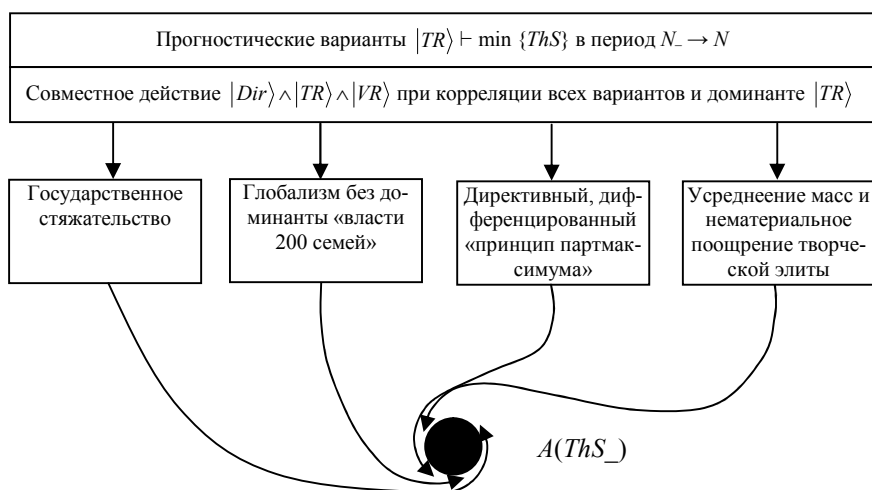 Прогностические варианты |TR⟩ ⊢ min {ThS} в период N_ → N
Совместное действие |Dir⟩∧|TR⟩∧|VR⟩ при корреляции всех вариантов и доминанте |TR⟩
Государственное
стяжательство
Глобализм без до-
минанты «власти
200 семей»
Директивный, диф-
ференцированный
«принцип партмак-
симума»
Усреднеение масс и
нематериальное
поощрение творче-
ской элиты
A(ThS_)